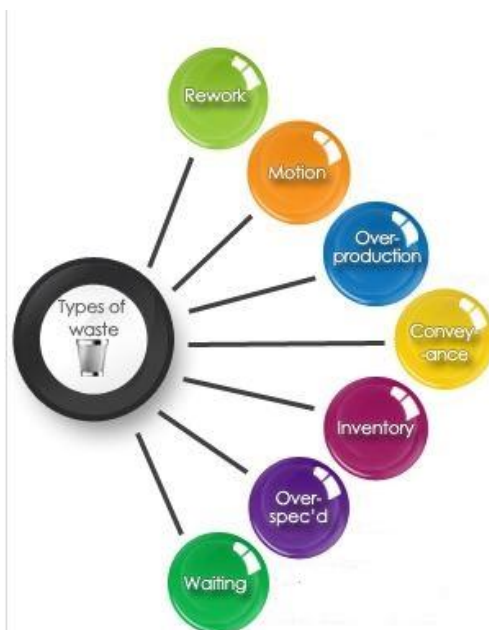 Rework
Motion
Over-
production
Convey-
-ance
Types of
waste
Inventory
Over-
spec'd
Waiting